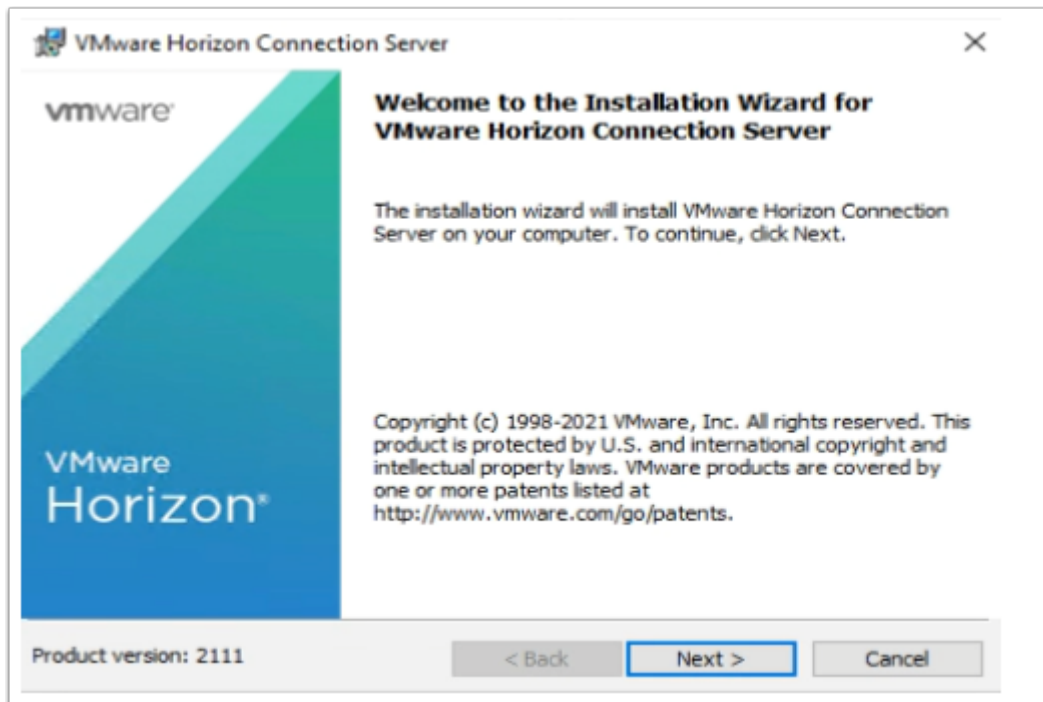 VMware Horizon Connection Server
vmware
Welcome to the Installation Wizard for
VMware Horizon Connection Server
The installation wizard will install VMware Horizon Connection
Server on your computer. To continue, click Next.
Copyright (c) 1998-2021 VMware, Inc. All rights reserved. This
product is protected by U.S. and international copyright and
intellectual property laws. VMware products are covered by
one or more patents listed at
http://www.vmware.com/go/patents.
VMware
Horizon®
Product version: 2111
< Back
Next >
Cancel